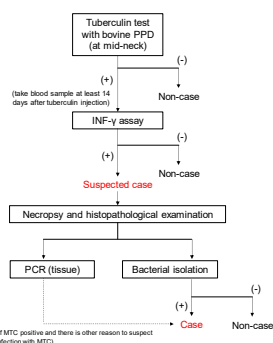 Tuberculin test
with bovine PPD
(at mid-neck)
(-)
(+)
Non-case
(take blood sample at least 14
days after tuberculin injection)
INF-γ assay
(-)
(+)
Non-case
Suspected case
Necropsy and histopathological examination
PCR (tissue)
Bacterial isolation
(-)
(+)
f MTC positive and there is other reason to suspect
fection with MTC)
Case
Non-case